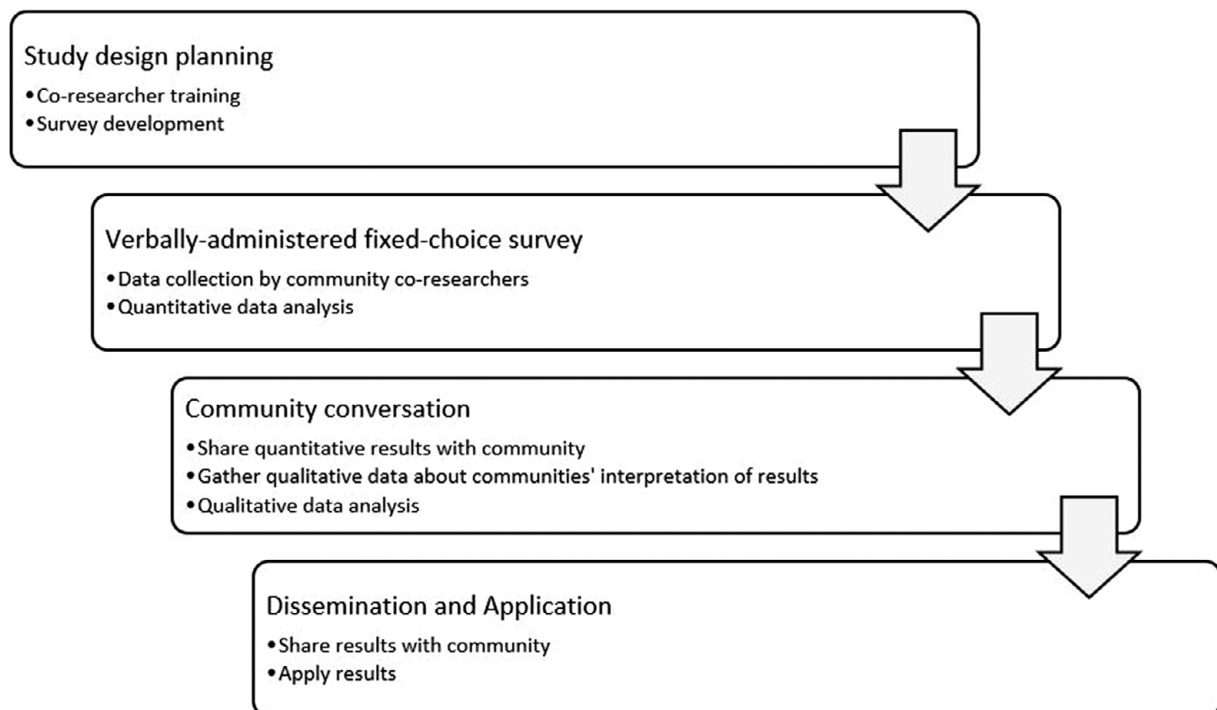 Study design planning
•Co-researcher training
•Survey development
Verbally-administered fixed-choice survey
•Data collection by community co-researchers
•Quantitative data analysis
Community conversation
•Share quantitative results with community
•Gather qualitative data about communities' interpretation of results
•Qualitative data analysis
Dissemination and Application
•Share results with community
•Apply results